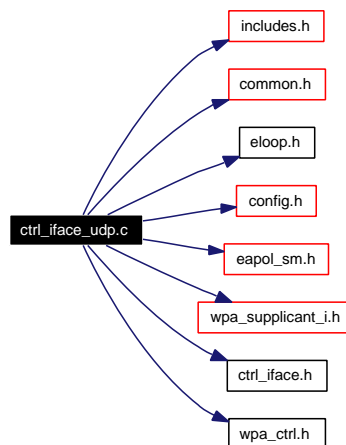 includes.h
common.h
eloop.h
config.h
ctrl_iface_udp.c
eapol_sm.h
wpa_supplicant_i.h
ctrl_iface.h
wpa_ctrl.h